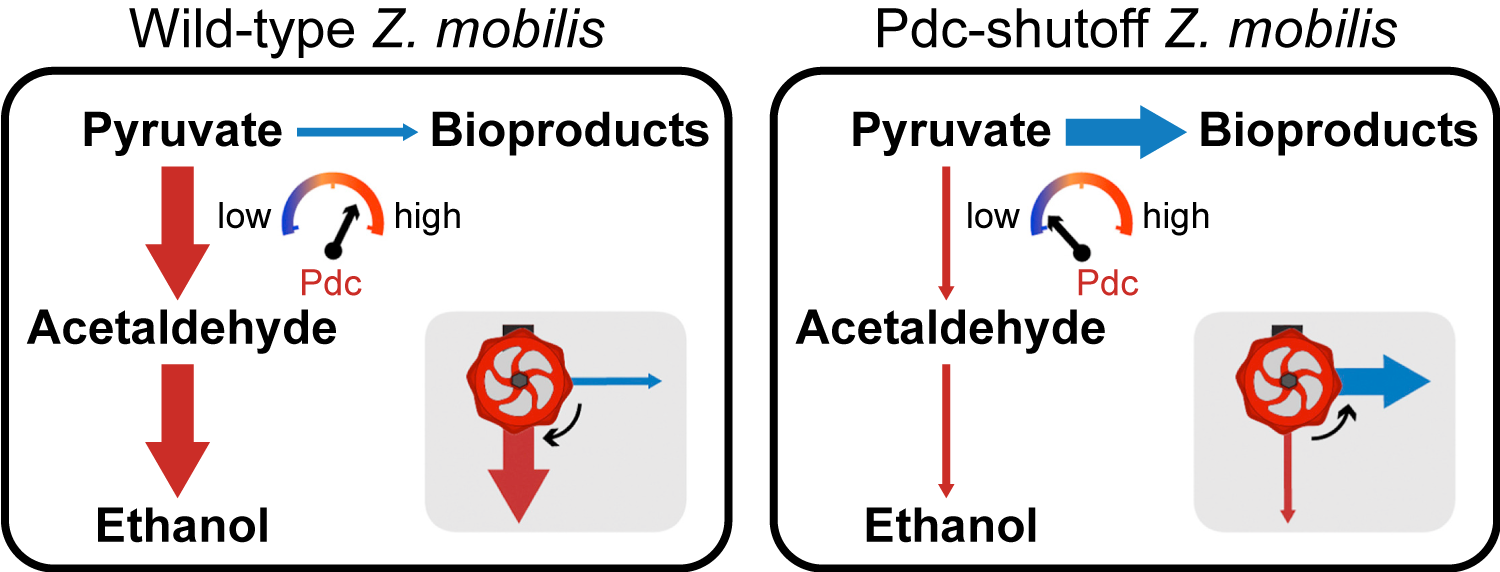 Wild-type Z. mobilis
Pyruvate
Bioproducts
low
high
Pdc
Acetaldehyde
Ethanol
Pdc-shutoff Z. mobilis
Pyruvate
Bioproducts
low
high
Pdc
Acetaldehyde
Ethanol